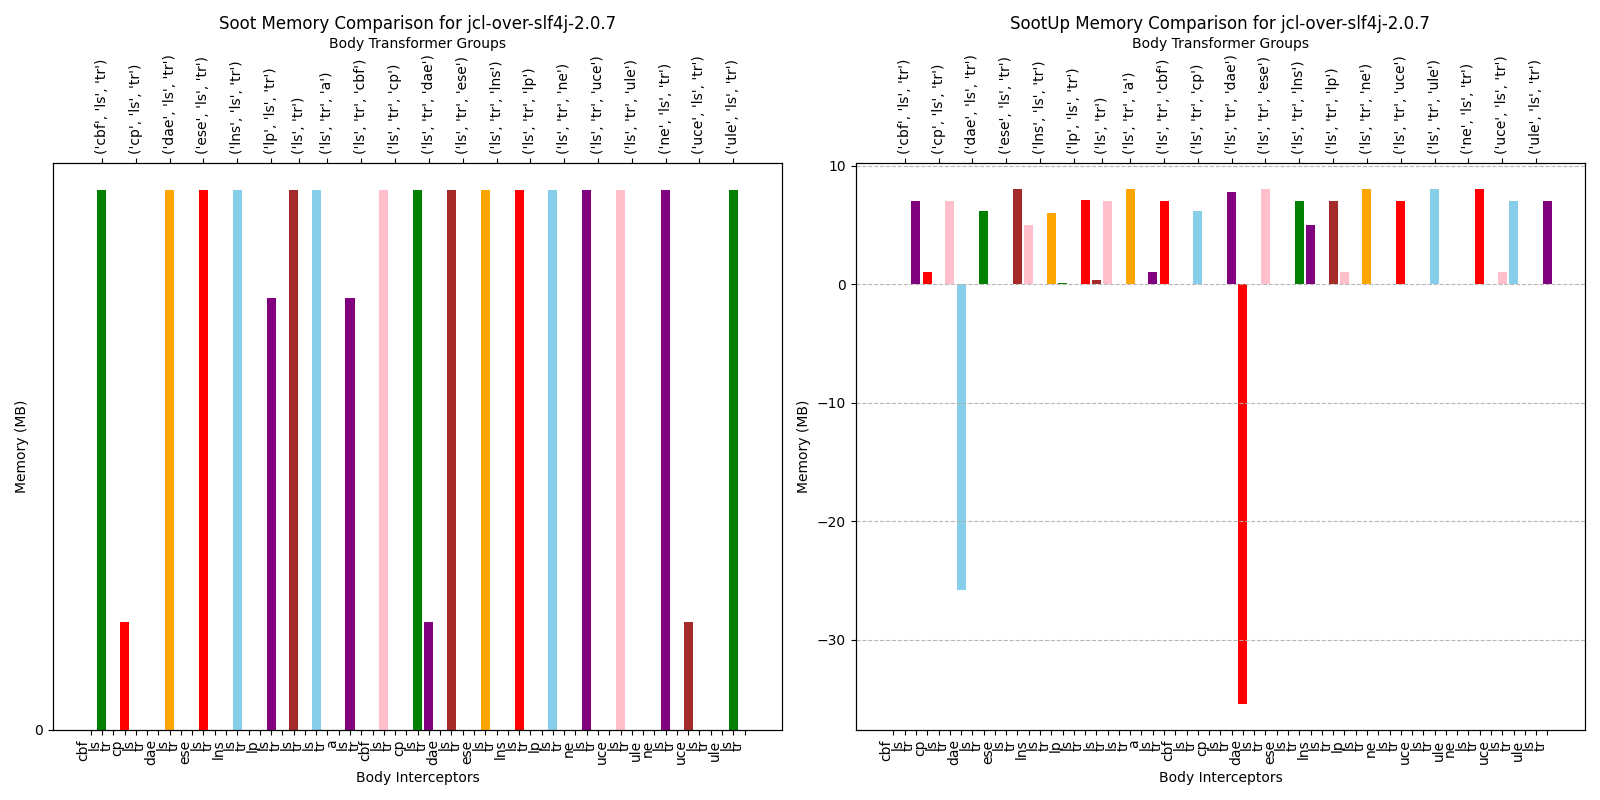 Soot Memory Comparison for jcl-over-slf4j-2.0.7
Body Transformer Groups
('cbf', 'ls', 'tr')
('cp', 'ls', 'tr')
('dae', 'ls', 'tr')
('ese', 'ls', 'tr')
('lns', 'ls', 'tr')
('lp', 'ls', 'tr')
('ls', 'tr')
('ls', 'tr', 'a')
('ls', 'tr', 'cbf')
('ls', 'tr', 'cp')
('ls', 'tr', 'dae')
('ls', 'tr', 'ese')
('ls', 'tr', 'lns')
('ls', 'tr', 'lp')
('ls', 'tr', 'ne')
('ls', 'tr', 'uce')
('ls', 'tr', 'ule')
('ne', 'ls', 'tr')
('uce', 'ls', 'tr')
('ule', 'ls', 'tr')
Memory (MB)
0
cbf
ls
tr
cp
ls
tr
dae
ls
tr
ese
ls
tr
lns
ls
tr
lp
ls
tr
ls
tr
ls
tr
a
ls
tr
cbf
ls
tr
cp
ls
tr
dae
ls
tr
ese
ls
tr
lns
ls
tr
lp
ls
tr
ne
ls
tr
uce
ls
tr
ule
ne
ls
tr
uce
ls
tr
ule
ls
tr
Body Interceptors
SootUp Memory Comparison for jcl-over-slf4j-2.0.7
Body Transformer Groups
('cbf', 'ls', 'tr')
('cp', 'ls', 'tr')
('dae', 'ls', 'tr')
('ese', 'ls', 'tr')
('lns', 'ls', 'tr')
('lp', 'ls', 'tr')
('ls', 'tr')
('ls', 'tr', 'a')
('ls', 'tr', 'cbf')
('ls', 'tr', 'cp')
('ls', 'tr', 'dae')
('ls', 'tr', 'ese')
('ls', 'tr', 'lns')
('ls', 'tr', 'lp')
('ls', 'tr', 'ne')
('ls', 'tr', 'uce')
('ls', 'tr', 'ule')
('ne', 'ls', 'tr')
('uce', 'ls', 'tr')
('ule', 'ls', 'tr')
Memory (MB)
10
0
−10
−20
−30
cbf
ls
tr
cp
ls
tr
dae
ls
tr
ese
ls
tr
lns
ls
tr
lp
ls
tr
ls
tr
ls
tr
a
ls
tr
cbf
ls
tr
cp
ls
tr
dae
ls
tr
ese
ls
tr
lns
ls
tr
lp
ls
tr
ne
ls
tr
uce
ls
tr
ule
ne
ls
tr
uce
ls
tr
ule
ls
tr
Body Interceptors